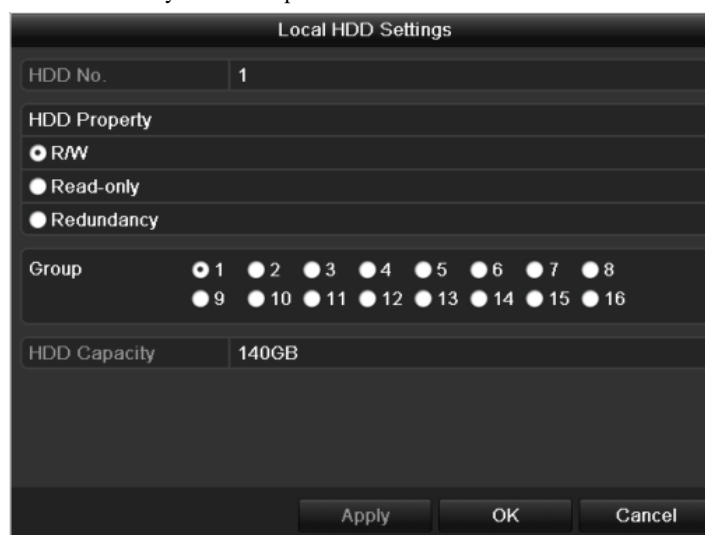 Local HDD Settings
HDD No. 1
HDD Property
R/W
Read-only
Redundancy
Group 1 2 3 4 5 6 7 8
9 10 11 12 13 14 15 16
HDD Capacity 140GB
Apply OK Cancel